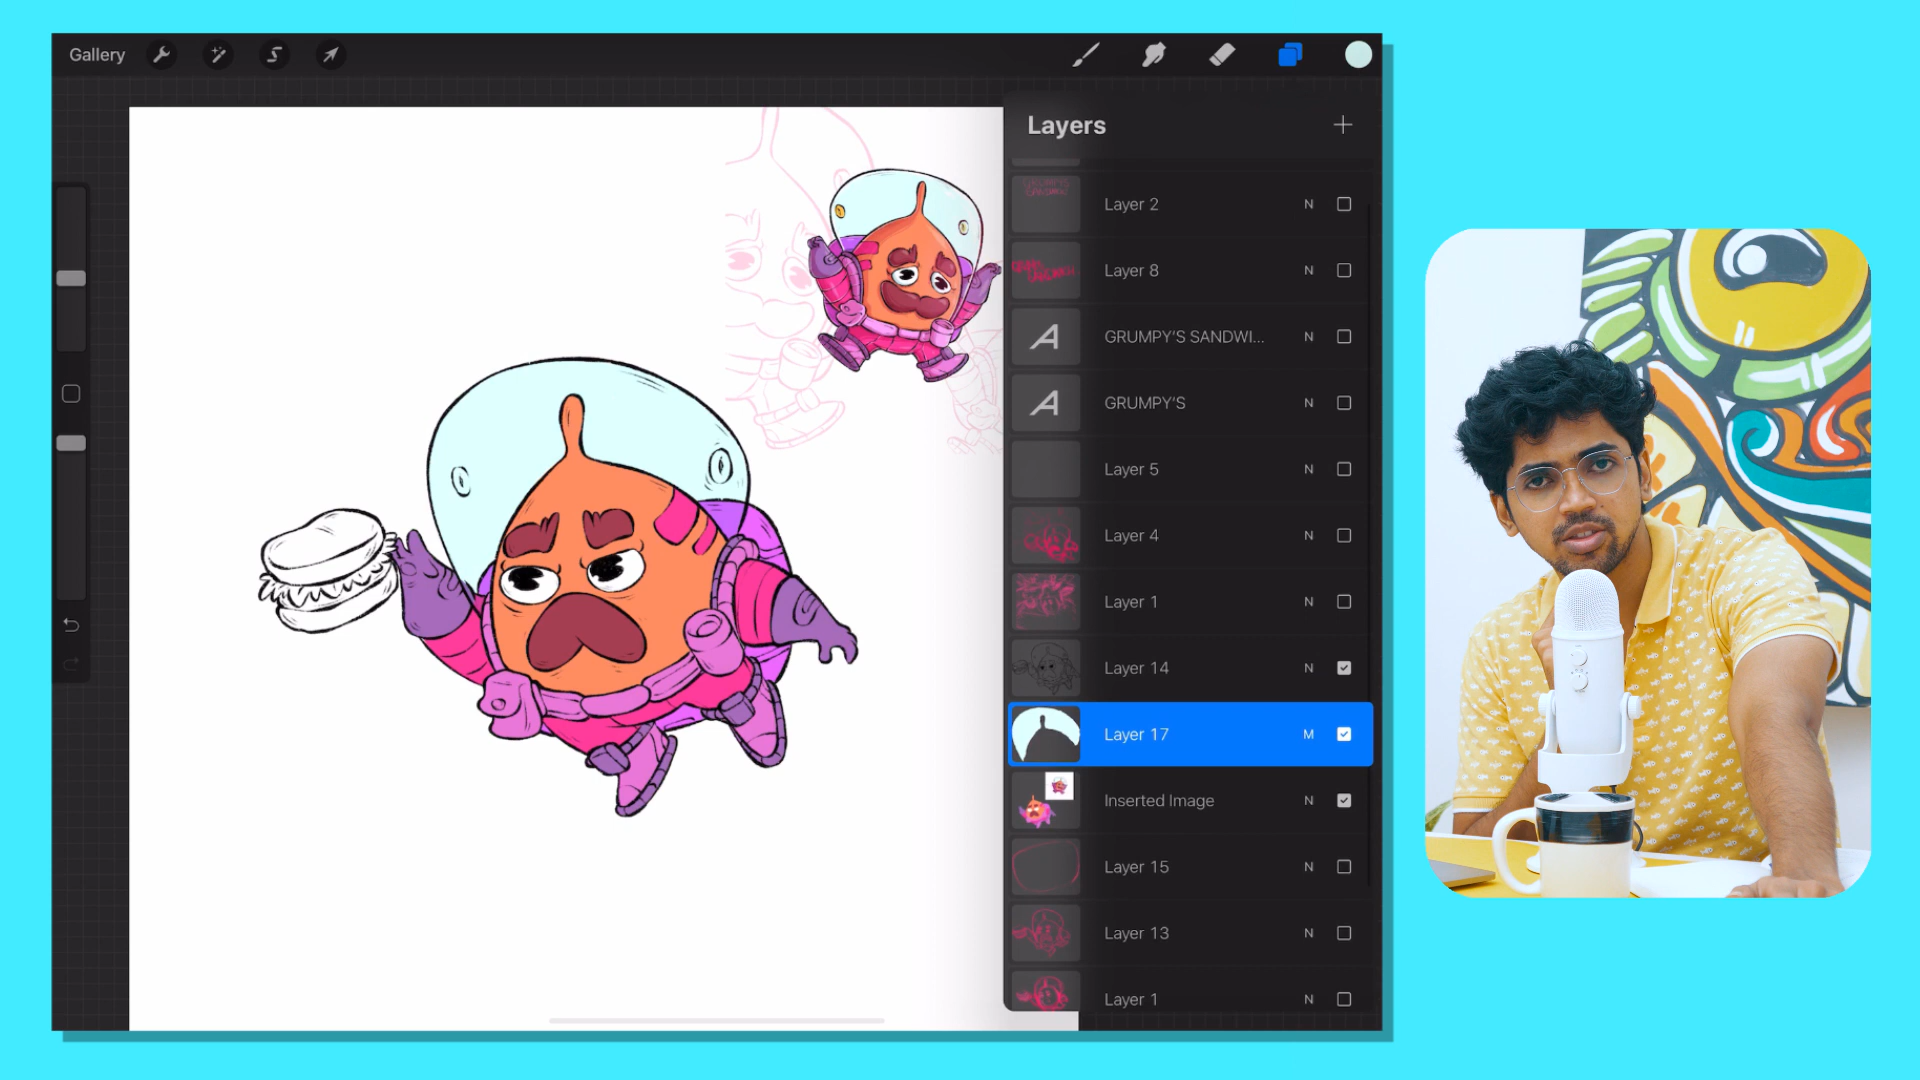 Gallery
Layers
Layer 2
N
Layer 8
N
GRUMPY'S SANDWI...
N
GRUMPY'S
N
Layer 5
N
Layer 4
N
Layer 1
N
Layer 14
N
Layer 17
M
Inserted Image
N
Layer 15
N
Layer 13
N
Layer 1
N